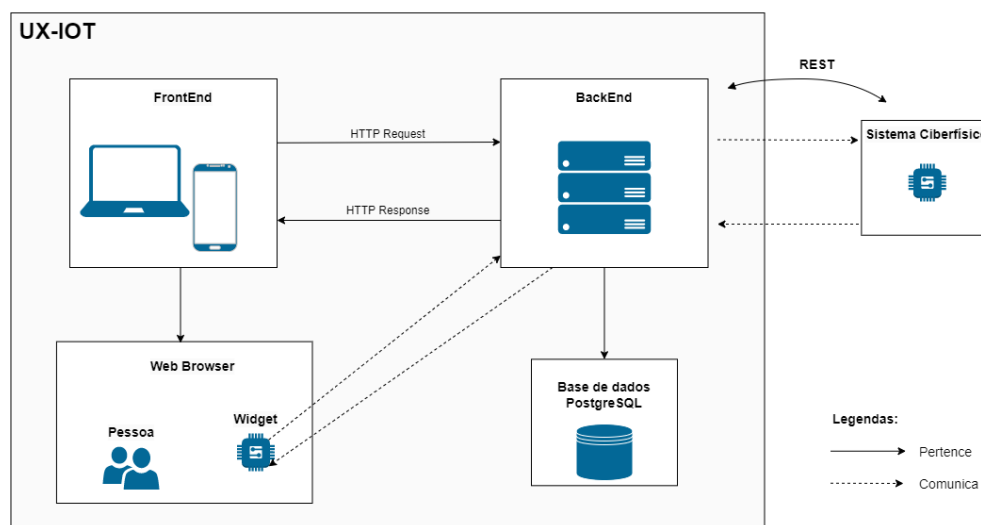 UX-IOT
FrontEnd
BackEnd
REST
HTTP Request
HTTP Response
Sistema Ciberfísico
Web Browser
Pessoa
Widget
Base de dados
PostgreSQL
Legendas:
Pertence
Comunica